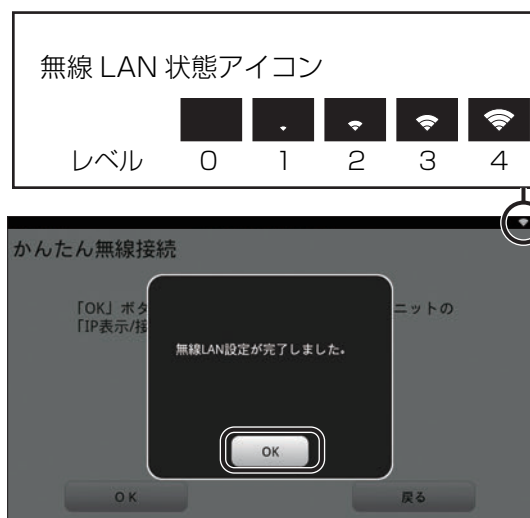 無線 LAN 状態アイコン
レベル 0 1 2 3 4
かんたん無線接続
「OK」ボタ ニットの
「IP表示/接
無線LAN設定が完了しました。
OK
OK 戻る